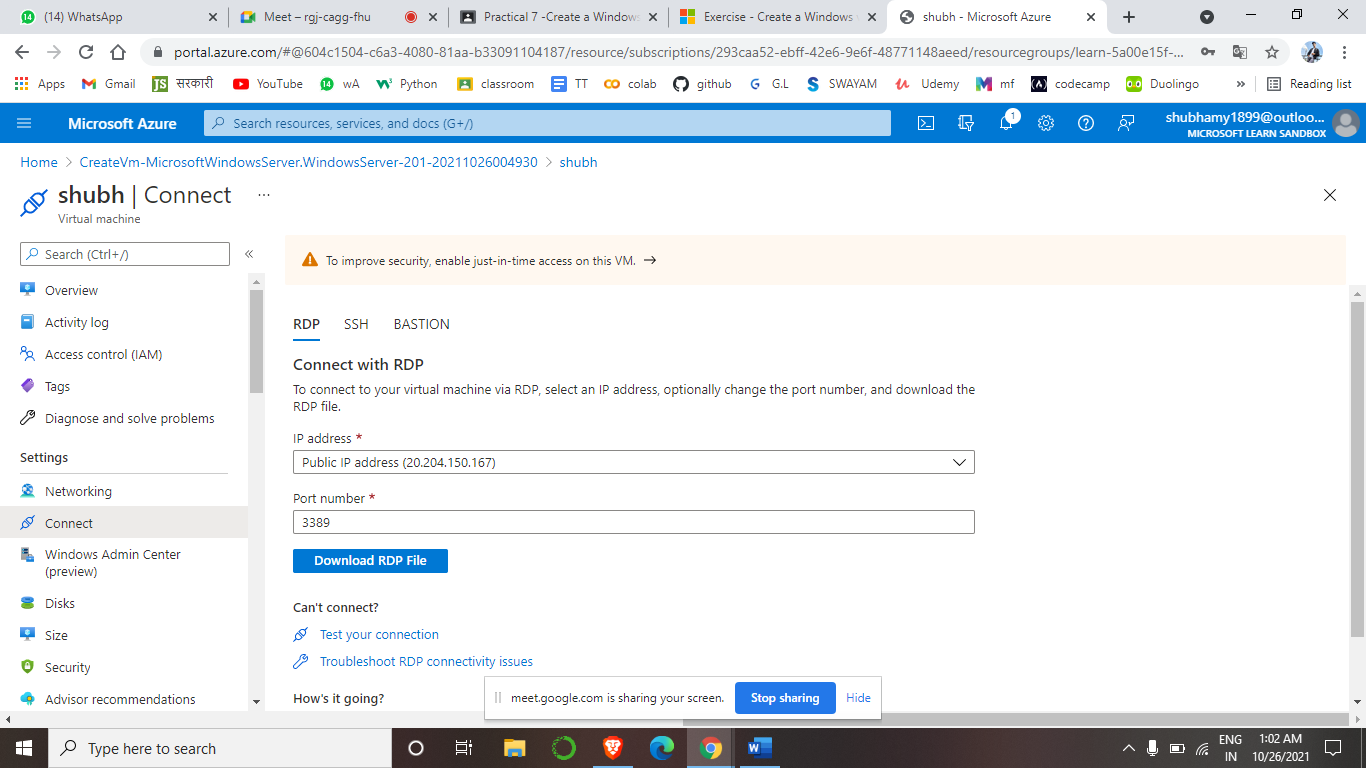 (14) WhatsApp
Meet – rgj-cagg-fhu
Practical 7 -Create a Window
Exercise - Create a Windows
shubh - Microsoft Azure
portal.azure.com/#@604c1504-c6a3-4080-81aa-b33091104187/resource/subscriptions/293caa52-ebff-42e6-9e6f-48771148aeed/resourcegroups/learn-5a00e15f-...
Apps
Gmail
सरकारी
YouTube
wA
Python
classroom
TT
colab
github
G.L
SWAYAM
Udemy
mf
codecamp
Duolingo
»
Reading list
Microsoft Azure
Search resources, services, and docs (G+/)
1
shubhamy1899@outloo...
MICROSOFT LEARN SANDBOX
Home > CreateVm-MicrosoftWindowsServer.WindowsServer-201-20211026004930 > shubh
shubh | Connect ...
Virtual machine
Search (Ctrl+/)
«
Overview
Activity log
Access control (IAM)
Tags
Diagnose and solve problems
Settings
Networking
Connect
Windows Admin Center
(preview)
Disks
Size
Security
Advisor recommendations
To improve security, enable just-in-time access on this VM. →
RDP SSH BASTION
Connect with RDP
To connect to your virtual machine via RDP, select an IP address, optionally change the port number, and download the
RDP file.
IP address *
Public IP address (20.204.150.167)
Port number *
3389
Download RDP File
Can't connect?
Test your connection
Troubleshoot RDP connectivity issues
How's it going?
meet.google.com is sharing your screen.
Stop sharing
Hide
Type here to search
ENG
IN
1:02 AM
10/26/2021